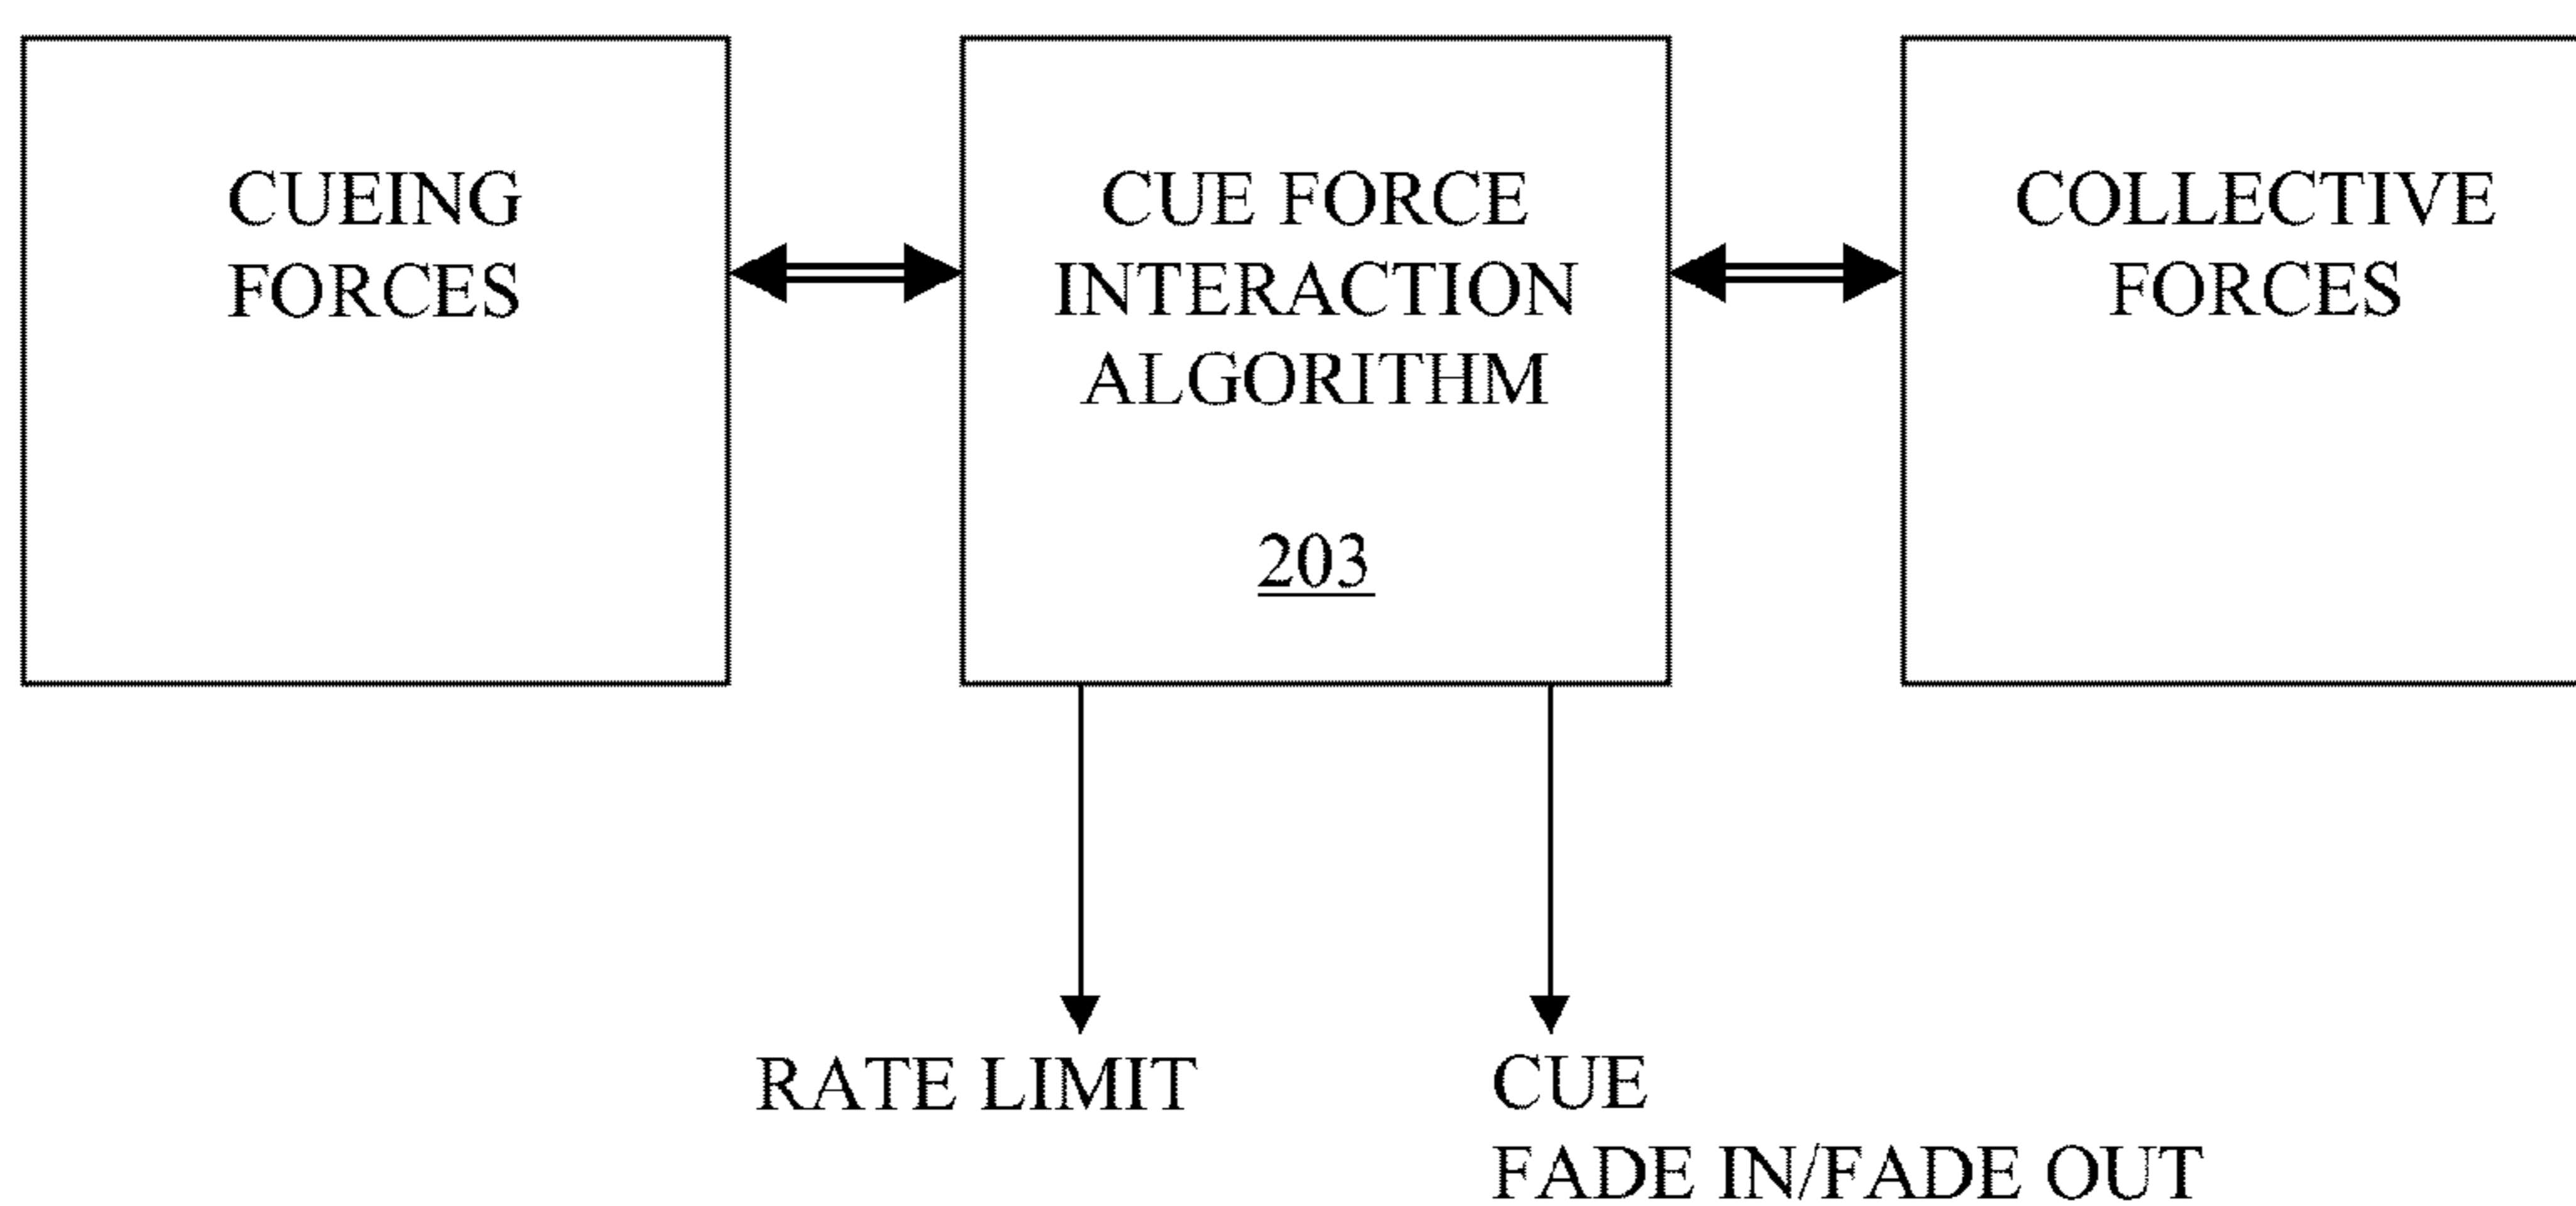 CUEING
FORCES
CUE FORCE
INTERACTION
ALGORITHM
203
COLLECTIVE
FORCES
RATE LIMIT
CUE
FADE IN/FADE OUT